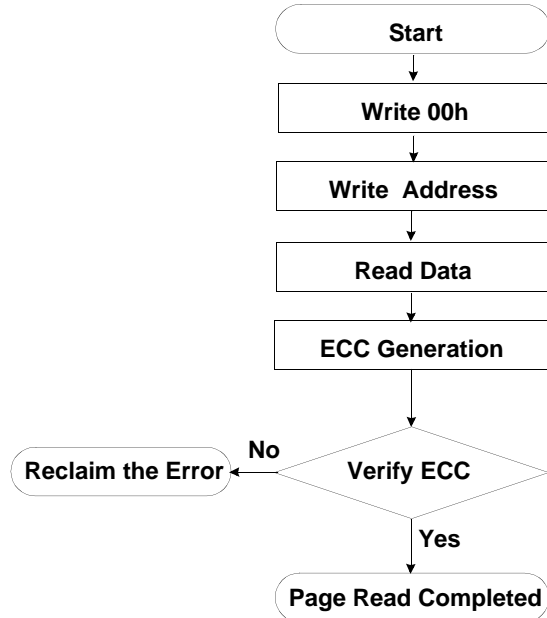 Start
Write 00h
Write Address
Read Data
ECC Generation
No
Reclaim the Error
Verify ECC
Yes
Page Read Completed